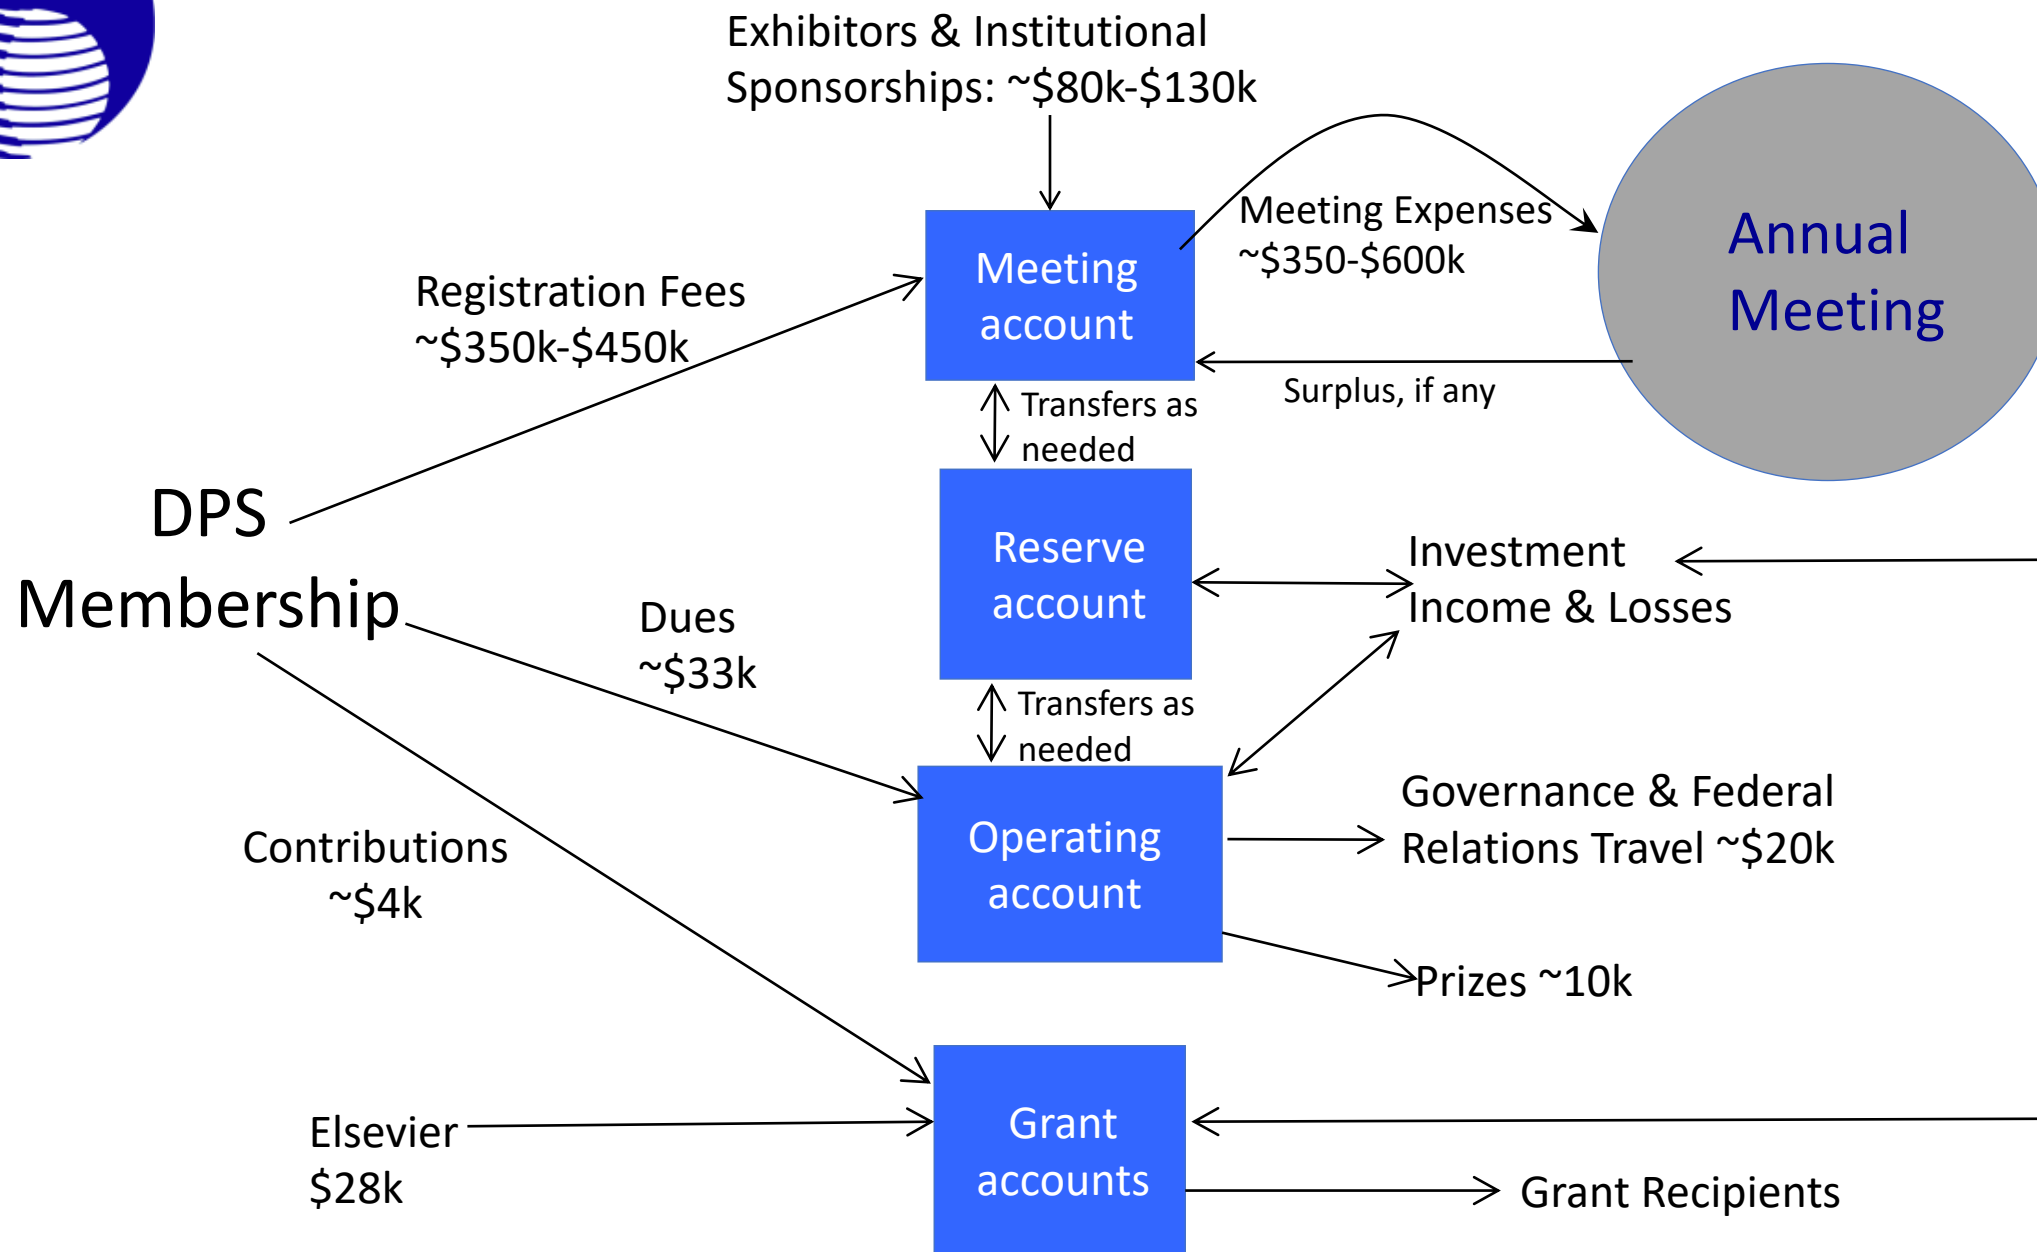 Exhibitors & Institutional
Sponsorships: ~$80k-$130k
Meeting Expenses
~$350-$600k
Annual
Meeting
Meeting
account
Registration Fees
~$350k-$450k
Surplus, if any
Transfers as
needed
DPS
Membership
Reserve
account
Investment
Income & Losses
Dues
~$33k
Transfers as
needed
Governance & Federal
Relations Travel ~$20k
Operating
account
Contributions
~$4k
Prizes ~10k
Elsevier
$28k
Grant
accounts
Grant Recipients